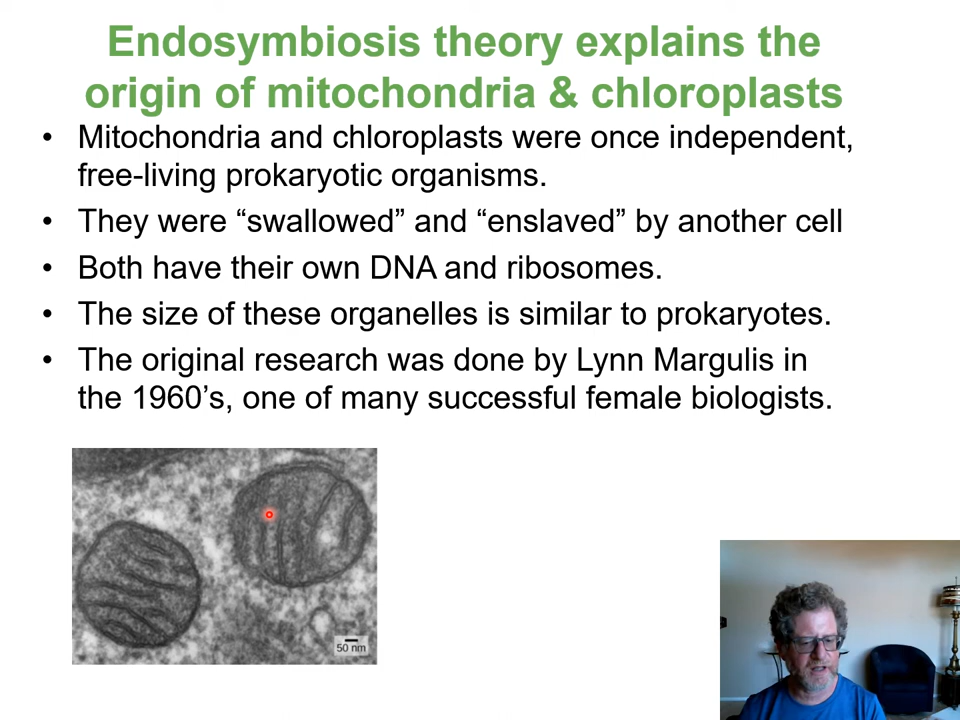 Endosymbiosis theory explains the
origin of mitochondria & chloroplasts
• Mitochondria and chloroplasts were once independent,
free-living prokaryotic organisms.
• They were “swallowed” and “enslaved” by another cell
• Both have their own DNA and ribosomes.
• The size of these organelles is similar to prokaryotes.
• The original research was done by Lynn Margulis in
the 1960’s, one of many successful female biologists.
50 nm